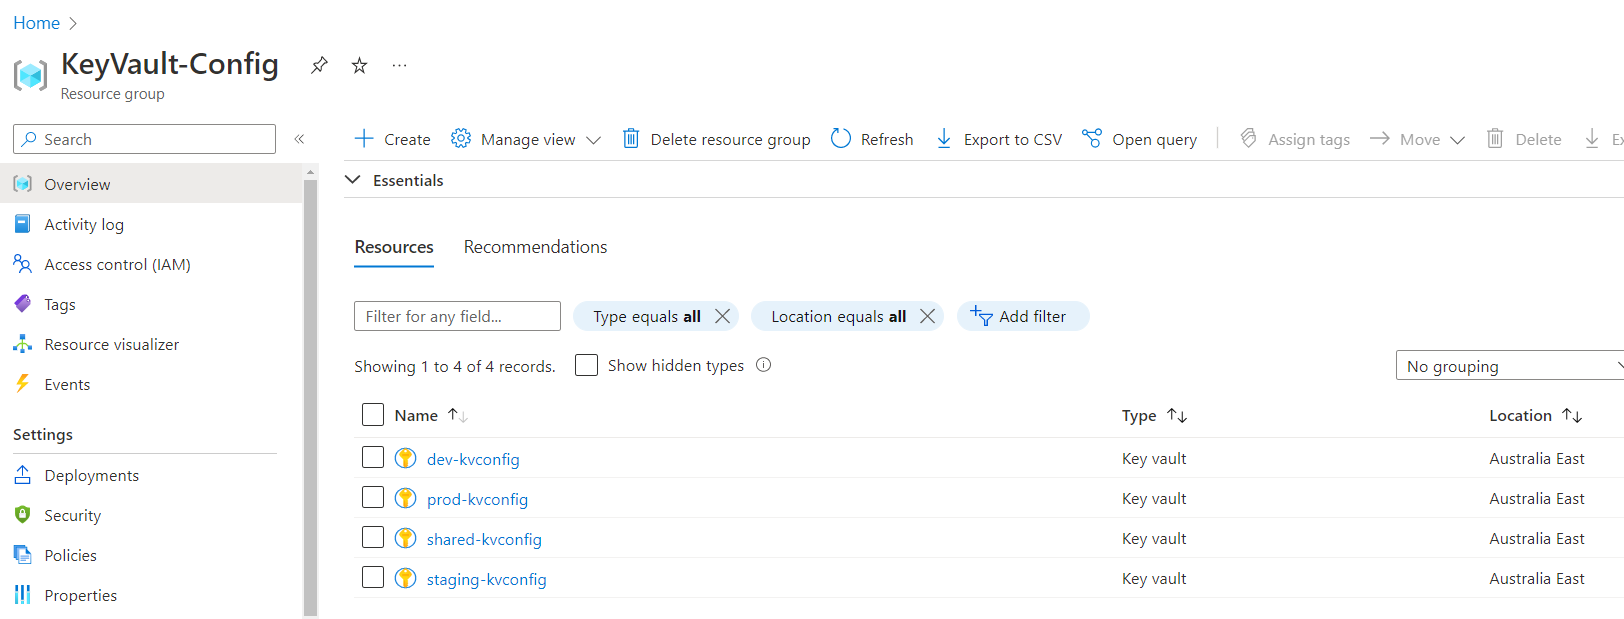 Home
KeyVault-Config
Resource group
Search
Create Manage view Delete resource group Refresh Export to CSV Open query Assign tags Move Delete
Essentials
Overview
Activity log
Access control (IAM)
Tags
Resource visualizer
Events
Settings
Deployments
Security
Policies
Properties
Resources Recommendations
Filter for any field... Type equals all Location equals all Add filter
Showing 1 to 4 of 4 records. Show hidden types No grouping
Name Type Location
dev-kvconfig Key vault Australia East
prod-kvconfig Key vault Australia East
shared-kvconfig Key vault Australia East
staging-kvconfig Key vault Australia East